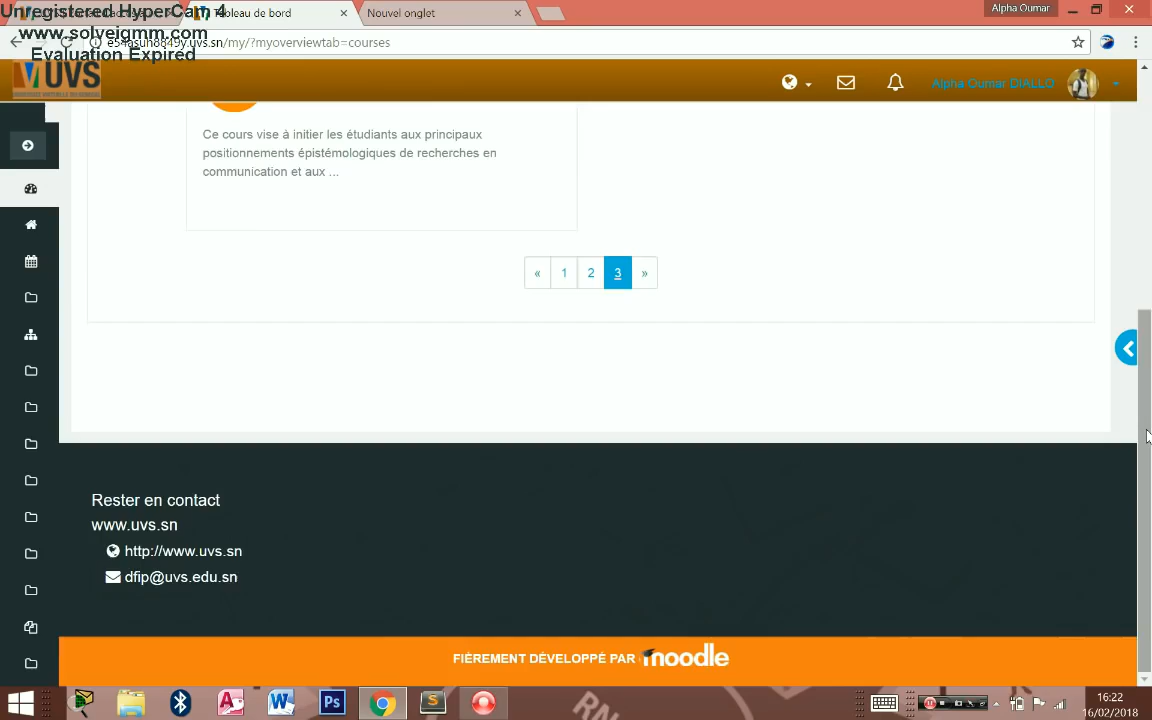 Unregistered HyperCam 4
www.solveigmm.com
Evaluation Expired
Tableau de bord
Nouvel onglet
Alpha Oumar
e54asuh8849y.uvs.sn/my/?myoverviewtab=courses
UVS
Alpha Oumar DIALLO
Ce cours vise à initier les étudiants aux principaux
positionnements épistémologiques de recherches en
communication et aux ...
« 1 2 3 »
Rester en contact
www.uvs.sn
http://www.uvs.sn
dfip@uvs.edu.sn
FIÈREMENT DÉVELOPPÉ PAR moodle
Ps
RN
16:22
16/02/2018